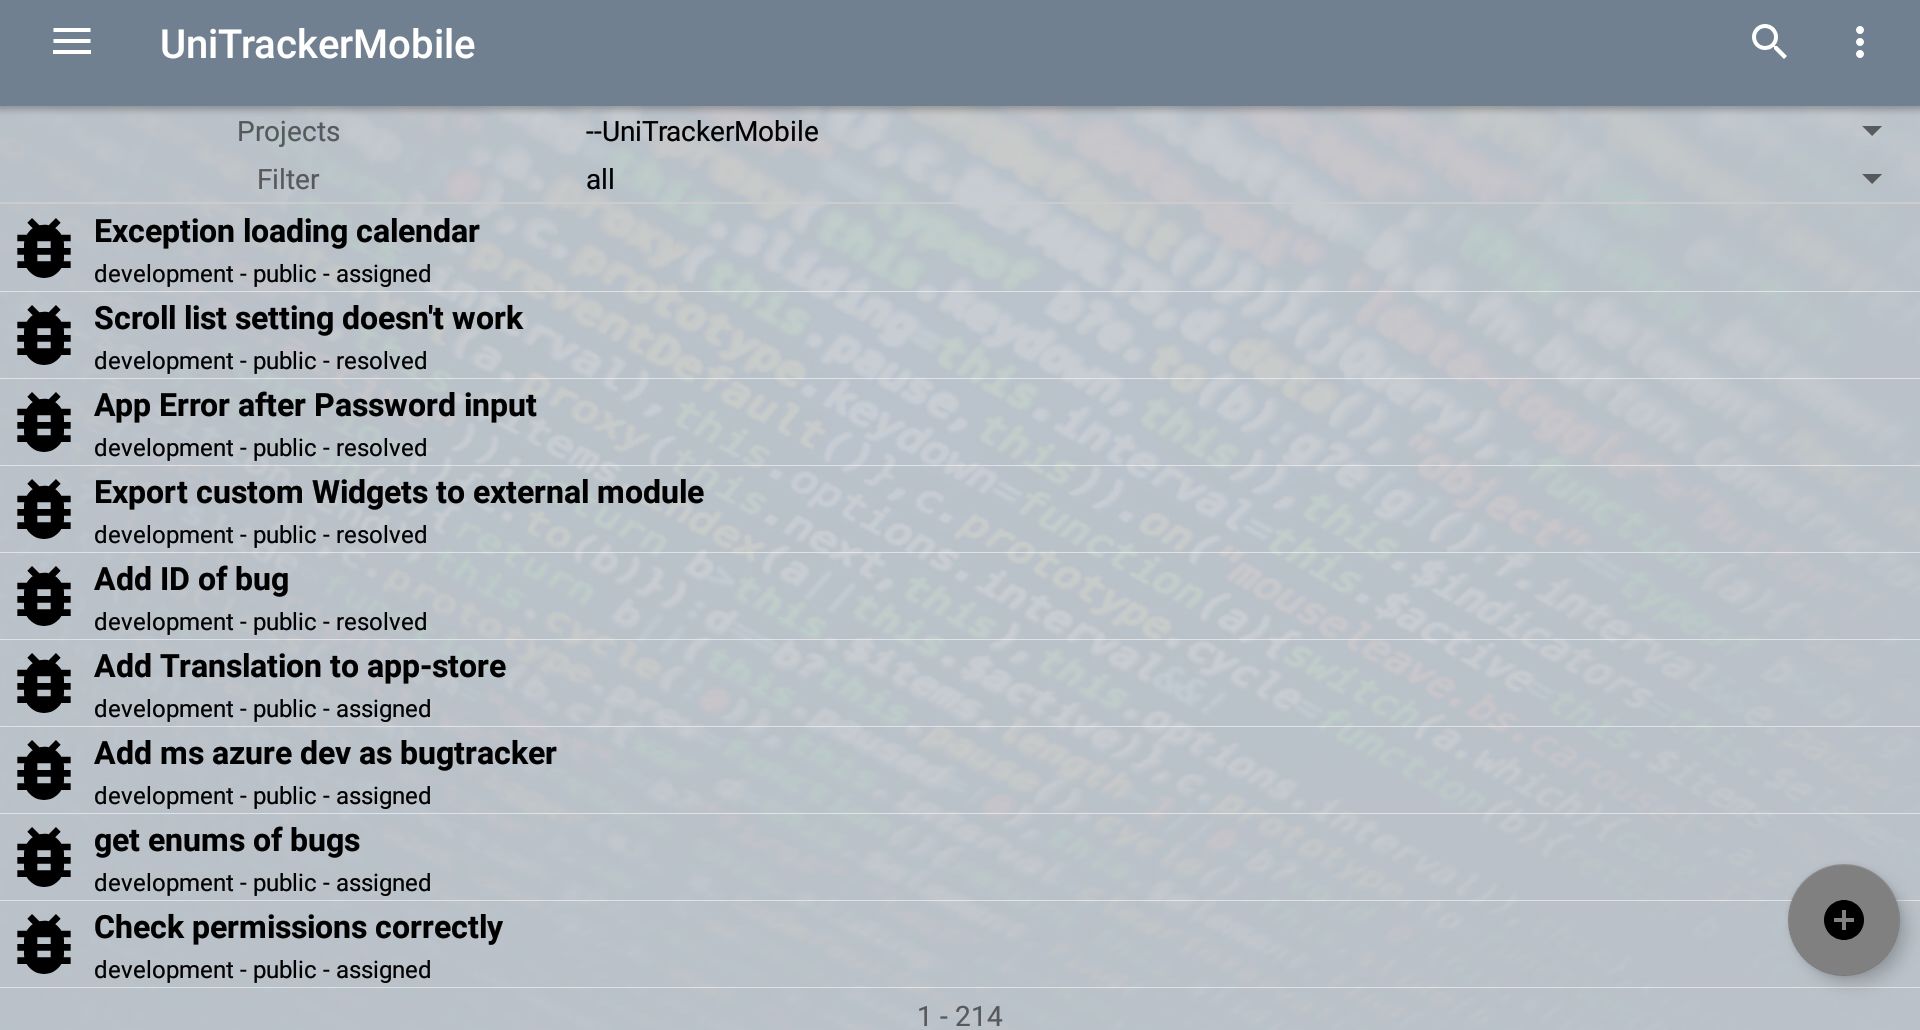 UniTrackerMobile
Projects --UniTrackerMobile
Filter all
Exception loading calendar
development - public - assigned
Scroll list setting doesn't work
development - public - resolved
App Error after Password input
development - public - resolved
Export custom Widgets to external module
development - public - resolved
Add ID of bug
development - public - resolved
Add Translation to app-store
development - public - assigned
Add ms azure dev as bugtracker
development - public - assigned
get enums of bugs
development - public - assigned
Check permissions correctly
development - public - assigned
1 - 214